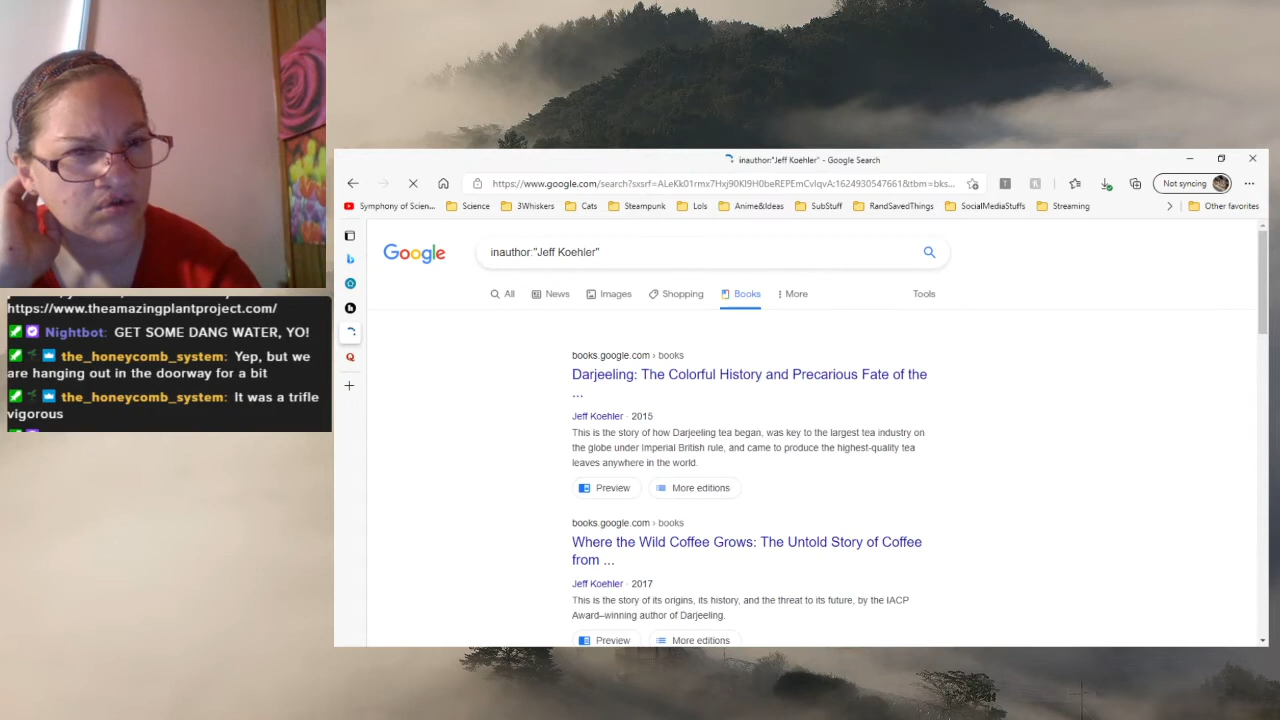 https://www.theamazingplantproject.com/
Nightbot: GET SOME DANG WATER, YO!
the_honeycomb_system: Yep, but we
are hanging out in the doorway for a bit
the_honeycomb_system: It was a trifle
vigorous
inauthor:"Jeff Koehler" - Google Search
https://www.google.com/search?sxsrf=ALeKk01rmx7Hxj90KI9H0beREPEmCvlqvA:1624930547661&tbm=bks...
Not syncing
Symphony of Scien...
Science
3Whiskers
Cats
Steampunk
Lols
Anime&Ideas
SubStuff
RandSavedThings
SocialMediaStuffs
Streaming
Other favorites
Google
inauthor:"Jeff Koehler"
All
News
Images
Shopping
Books
More
Tools
books.google.com › books
Darjeeling: The Colorful History and Precarious Fate of the
...
Jeff Koehler · 2015
This is the story of how Darjeeling tea began, was key to the largest tea industry on
the globe under Imperial British rule, and came to produce the highest-quality tea
leaves anywhere in the world.
Preview
More editions
books.google.com › books
Where the Wild Coffee Grows: The Untold Story of Coffee
from ...
Jeff Koehler · 2017
This is the story of its origins, its history, and the threat to its future, by the IACP
Award–winning author of Darjeeling.
Preview
More editions